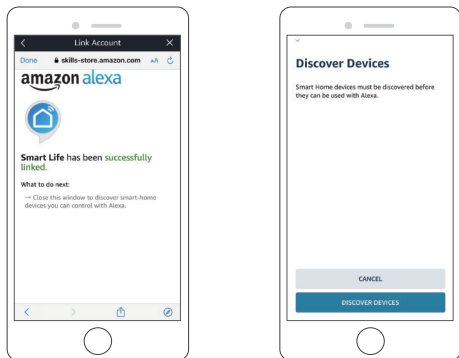 Link Account
Done skills-store.amazon.com AA
amazon alexa
Smart Life has been successfully
linked.
What to do next:
→ Close this window to discover smart-home
devices you can control with Alexa.
Discover Devices
Smart Home devices must be discovered before
they can be used with Alexa.
CANCEL
DISCOVER DEVICES